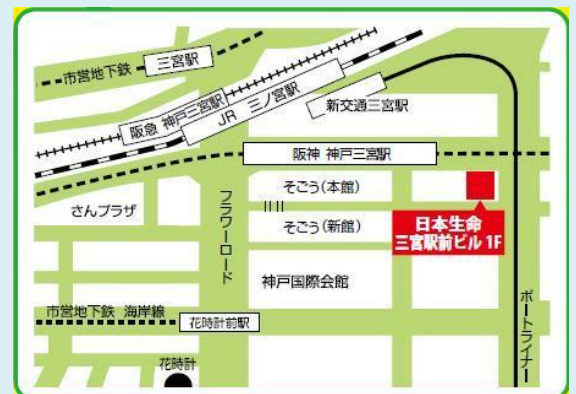 市営地下鉄
三宮駅
阪急 神戸三宮駅
JR 三ノ宮駅
新交通三宮駅
阪神 神戸三宮駅
さんプラザ
フラワーロード
そごう(本館)
そごう(新館)
日本生命
三宮駅前ビル 1F
神戸国際会館
市営地下鉄 海岸線
花時計前駅
花時計
ポートライナー